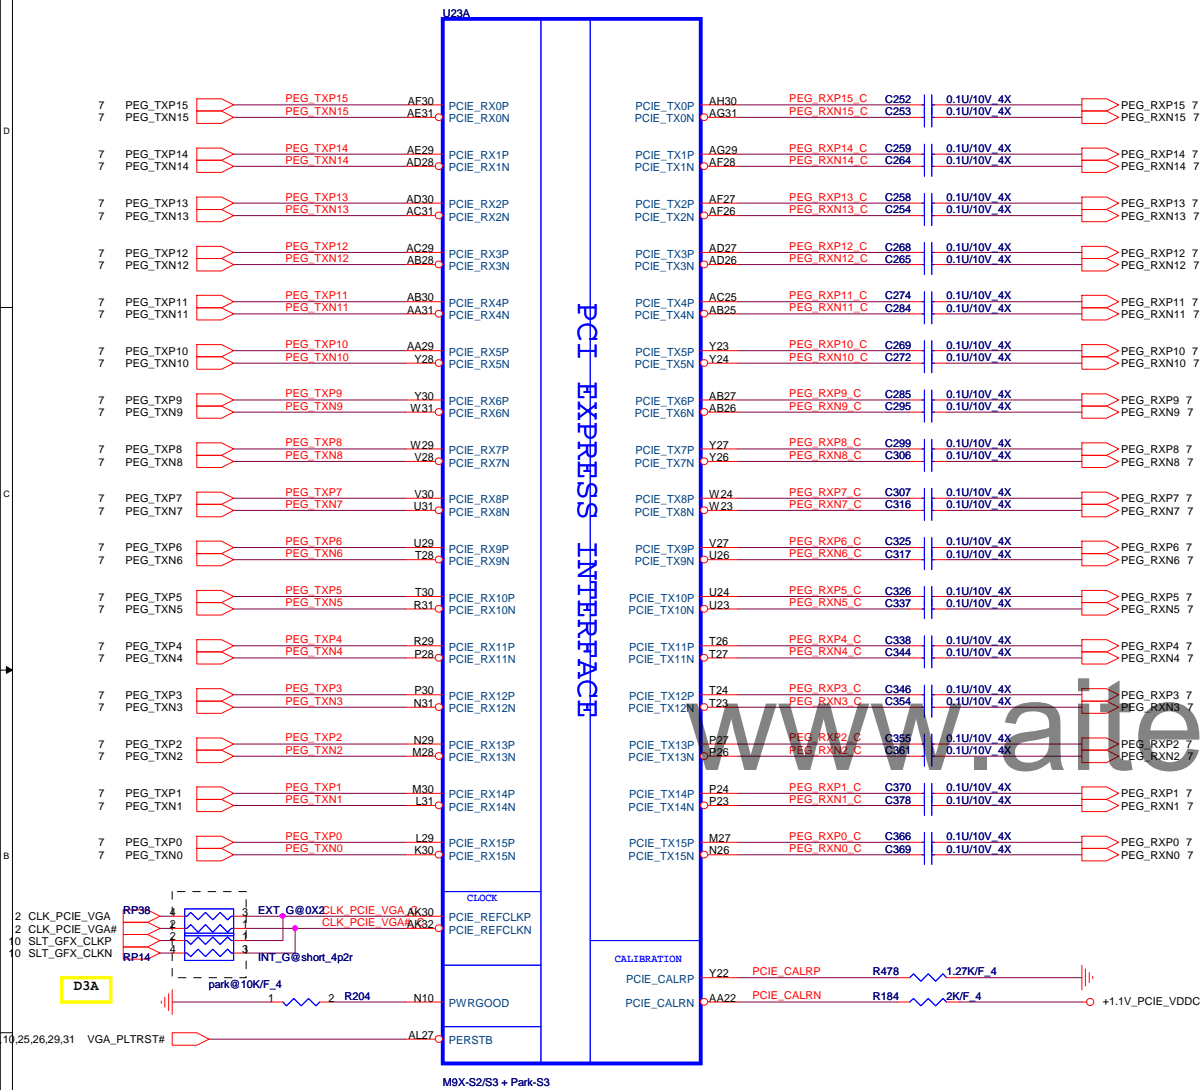 U23A
7 PEG_TXP15 PEG_TXP15 AF30 PCIE_RX0P PCIE_TX0P AH30 PEG_RXP15_C C252 0.1U/10V_4X PEG_RXP15 7
7 PEG_TXN15 PEG_TXN15 AE31 PCIE_RX0N PCIE_TX0N AG31 PEG_RXN15_C C253 0.1U/10V_4X PEG_RXN15 7
D
7 PEG_TXP14 PEG_TXP14 AE29 PCIE_RX1P PCIE_TX1P AG29 PEG_RXP14_C C259 0.1U/10V_4X PEG_RXP14 7
7 PEG_TXN14 PEG_TXN14 AD28 PCIE_RX1N PCIE_TX1N AF28 PEG_RXN14_C C264 0.1U/10V_4X PEG_RXN14 7
7 PEG_TXP13 PEG_TXP13 AD30 PCIE_RX2P PCIE_TX2P AF27 PEG_RXP13_C C258 0.1U/10V_4X PEG_RXP13 7
7 PEG_TXN13 PEG_TXN13 AC31 PCIE_RX2N PCIE_TX2N AF26 PEG_RXN13_C C254 0.1U/10V_4X PEG_RXN13 7
7 PEG_TXP12 PEG_TXP12 AC29 PCIE_RX3P PCIE_TX3P AD27 PEG_RXP12_C C268 0.1U/10V_4X PEG_RXP12 7
7 PEG_TXN12 PEG_TXN12 AB28 PCIE_RX3N PCIE_TX3N AD26 PEG_RXN12_C C265 0.1U/10V_4X PEG_RXN12 7
7 PEG_TXP11 PEG_TXP11 AB30 PCIE_RX4P PCIE_TX4P AC25 PEG_RXP11_C C274 0.1U/10V_4X PEG_RXP11 7
7 PEG_TXN11 PEG_TXN11 AA31 PCIE_RX4N PCIE_TX4N AB25 PEG_RXN11_C C284 0.1U/10V_4X PEG_RXN11 7
7 PEG_TXP10 PEG_TXP10 AA29 PCIE_RX5P PCIE_TX5P Y23 PEG_RXP10_C C269 0.1U/10V_4X PEG_RXP10 7
7 PEG_TXN10 PEG_TXN10 Y28 PCIE_RX5N PCIE_TX5N Y24 PEG_RXN10_C C272 0.1U/10V_4X PEG_RXN10 7
7 PEG_TXP9 PEG_TXP9 Y30 PCIE_RX6P PCIE_TX6P AB27 PEG_RXP9_C C285 0.1U/10V_4X PEG_RXP9 7
7 PEG_TXN9 PEG_TXN9 W31 PCIE_RX6N PCIE_TX6N AB26 PEG_RXN9_C C295 0.1U/10V_4X PEG_RXN9 7
7 PEG_TXP8 PEG_TXP8 W29 PCIE_RX7P PCIE_TX7P Y27 PEG_RXP8_C C299 0.1U/10V_4X PEG_RXP8 7
7 PEG_TXN8 PEG_TXN8 V28 PCIE_RX7N PCIE_TX7N Y26 PEG_RXN8_C C306 0.1U/10V_4X PEG_RXN8 7
PCI EXPRESS INTERFACE
C
7 PEG_TXP7 PEG_TXP7 V30 PCIE_RX8P PCIE_TX8P W24 PEG_RXP7_C C307 0.1U/10V_4X PEG_RXP7 7
7 PEG_TXN7 PEG_TXN7 U31 PCIE_RX8N PCIE_TX8N W23 PEG_RXN7_C C316 0.1U/10V_4X PEG_RXN7 7
7 PEG_TXP6 PEG_TXP6 U29 PCIE_RX9P PCIE_TX9P V27 PEG_RXP6_C C325 0.1U/10V_4X PEG_RXP6 7
7 PEG_TXN6 PEG_TXN6 T28 PCIE_RX9N PCIE_TX9N U26 PEG_RXN6_C C317 0.1U/10V_4X PEG_RXN6 7
7 PEG_TXP5 PEG_TXP5 T30 PCIE_RX10P PCIE_TX10P U24 PEG_RXP5_C C326 0.1U/10V_4X PEG_RXP5 7
7 PEG_TXN5 PEG_TXN5 R31 PCIE_RX10N PCIE_TX10N U23 PEG_RXN5_C C337 0.1U/10V_4X PEG_RXN5 7
7 PEG_TXP4 PEG_TXP4 R29 PCIE_RX11P PCIE_TX11P T26 PEG_RXP4_C C338 0.1U/10V_4X PEG_RXP4 7
7 PEG_TXN4 PEG_TXN4 P28 PCIE_RX11N PCIE_TX11N T27 PEG_RXN4_C C344 0.1U/10V_4X PEG_RXN4 7
7 PEG_TXP3 PEG_TXP3 P30 PCIE_RX12P PCIE_TX12P T24 PEG_RXP3_C C346 0.1U/10V_4X PEG_RXP3 7
7 PEG_TXN3 PEG_TXN3 N31 PCIE_RX12N PCIE_TX12N T23 PEG_RXN3_C C354 0.1U/10V_4X PEG_RXN3 7
www.aite
7 PEG_TXP2 PEG_TXP2 N29 PCIE_RX13P PCIE_TX13P P27 PEG_RXP2_C C355 0.1U/10V_4X PEG_RXP2 7
7 PEG_TXN2 PEG_TXN2 M28 PCIE_RX13N PCIE_TX13N P26 PEG_RXN2_C C361 0.1U/10V_4X PEG_RXN2 7
7 PEG_TXP1 PEG_TXP1 M30 PCIE_RX14P PCIE_TX14P P24 PEG_RXP1_C C370 0.1U/10V_4X PEG_RXP1 7
7 PEG_TXN1 PEG_TXN1 L31 PCIE_RX14N PCIE_TX14N P23 PEG_RXN1_C C378 0.1U/10V_4X PEG_RXN1 7
7 PEG_TXP0 PEG_TXP0 L29 PCIE_RX15P PCIE_TX15P M27 PEG_RXP0_C C366 0.1U/10V_4X PEG_RXP0 7
7 PEG_TXN0 PEG_TXN0 K30 PCIE_RX15N PCIE_TX15N N26 PEG_RXN0_C C369 0.1U/10V_4X PEG_RXN0 7
B
CLOCK
2 CLK_PCIE_VGA RP38 4 3 EXT_G@0X2 CLK_PCIE_VGA_C AK30 PCIE_REFCLKP
2 CLK_PCIE_VGA# 2 1 CLK_PCIE_VGA# AK32 PCIE_REFCLKN
10 SLT_GFX_CLKP 2 1
10 SLT_GFX_CLKN RP14 4 3 INT_G@short_4p2r
CALIBRATION
PCIE_CALRP Y22 PCIE_CALRP R478 1.27K/F_4
D3A
park@10K/F_4
1 2 R204 N10 PWRGOOD
PCIE_CALRN AA22 PCIE_CALRN R184 2K/F_4 +1.1V_PCIE_VDDC
,10,25,26,29,31 VGA_PLTRST# AL27 PERSTB
M9X-S2/S3 + Park-S3